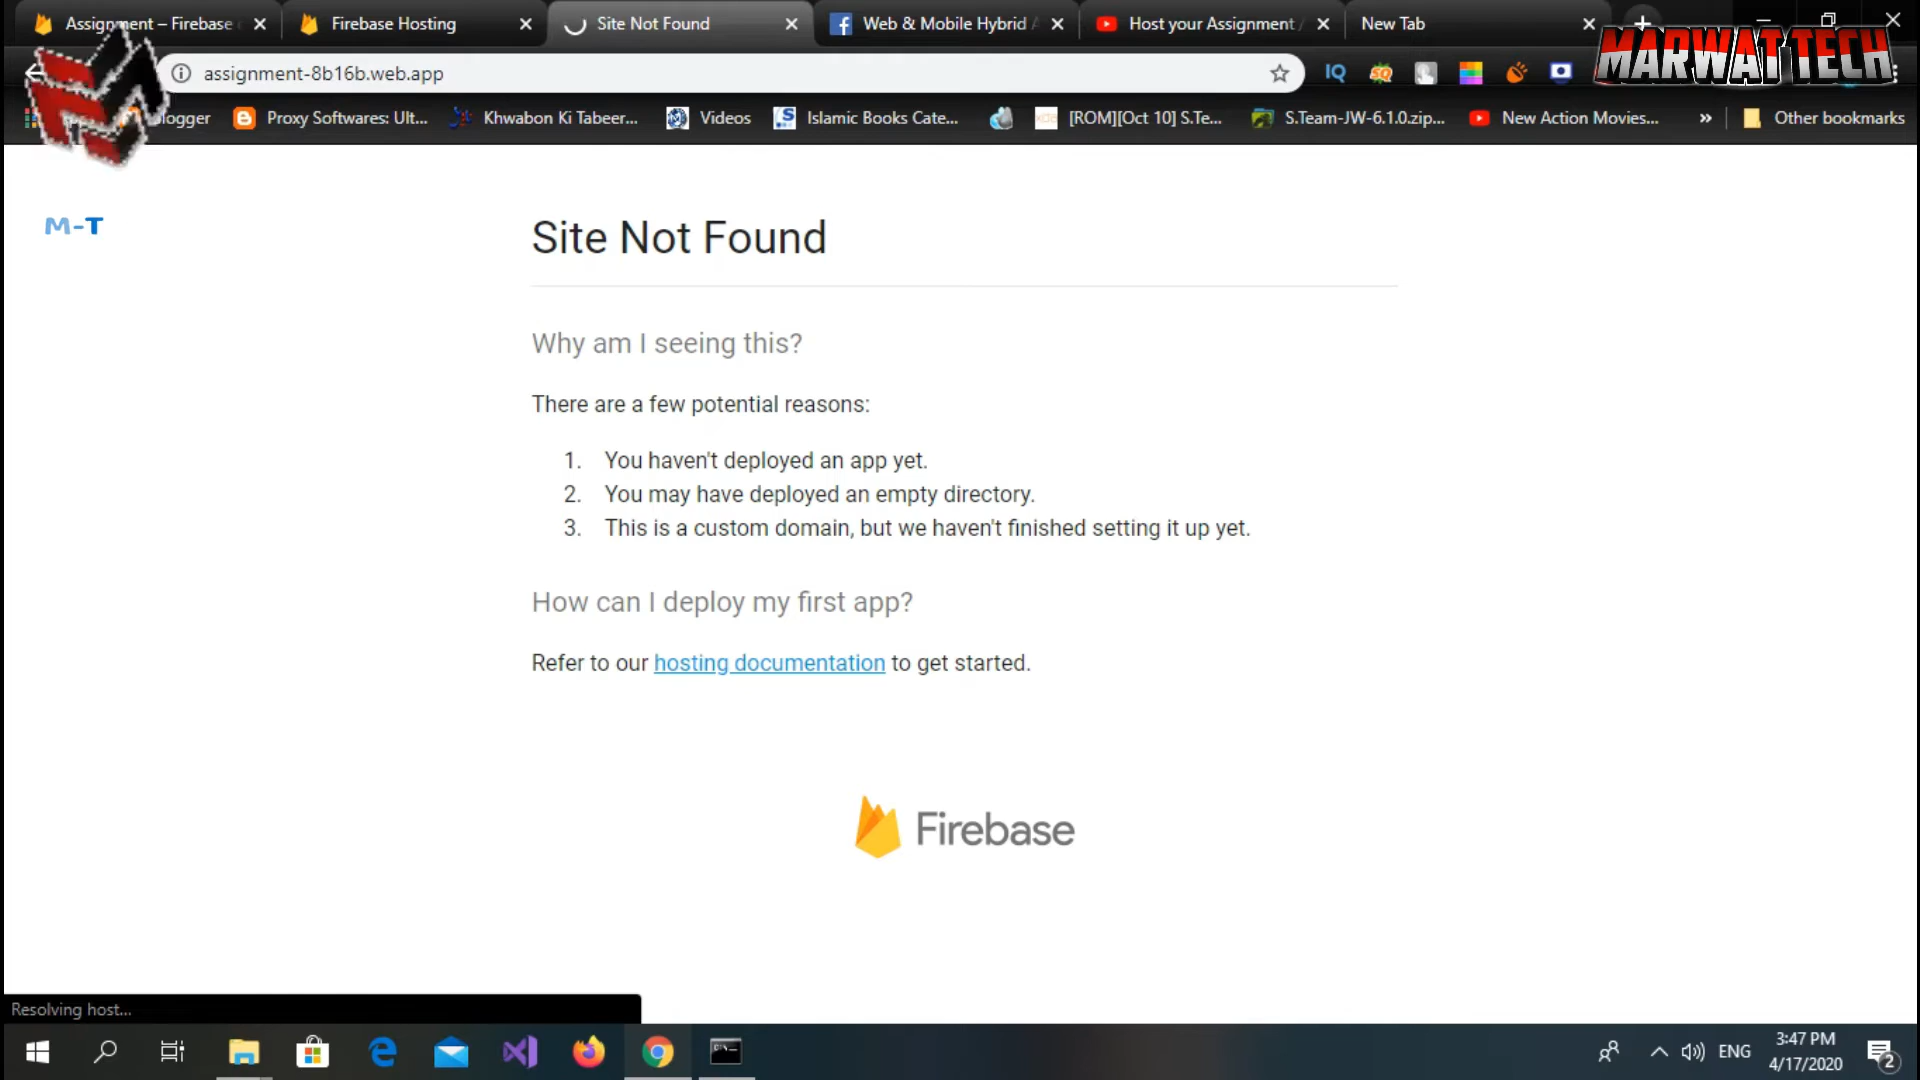 Assignment – Firebase
Firebase Hosting
Site Not Found
Web & Mobile Hybrid
Host your Assignment
New Tab
MARWAT TECH
assignment-8b16b.web.app
IQ
SQ
Proxy Softwares: Ult...
Khwabon Ki Tabeer...
Videos
Islamic Books Cate...
[ROM][Oct 10] S.Te...
S.Team-JW-6.1.0.zip...
New Action Movies...
»
Other bookmarks
M-T
Site Not Found
Why am I seeing this?
There are a few potential reasons:
1. You haven't deployed an app yet.
2. You may have deployed an empty directory.
3. This is a custom domain, but we haven't finished setting it up yet.
How can I deploy my first app?
Refer to our hosting documentation to get started.
Firebase
Resolving host...
ENG
3:47 PM
4/17/2020
2